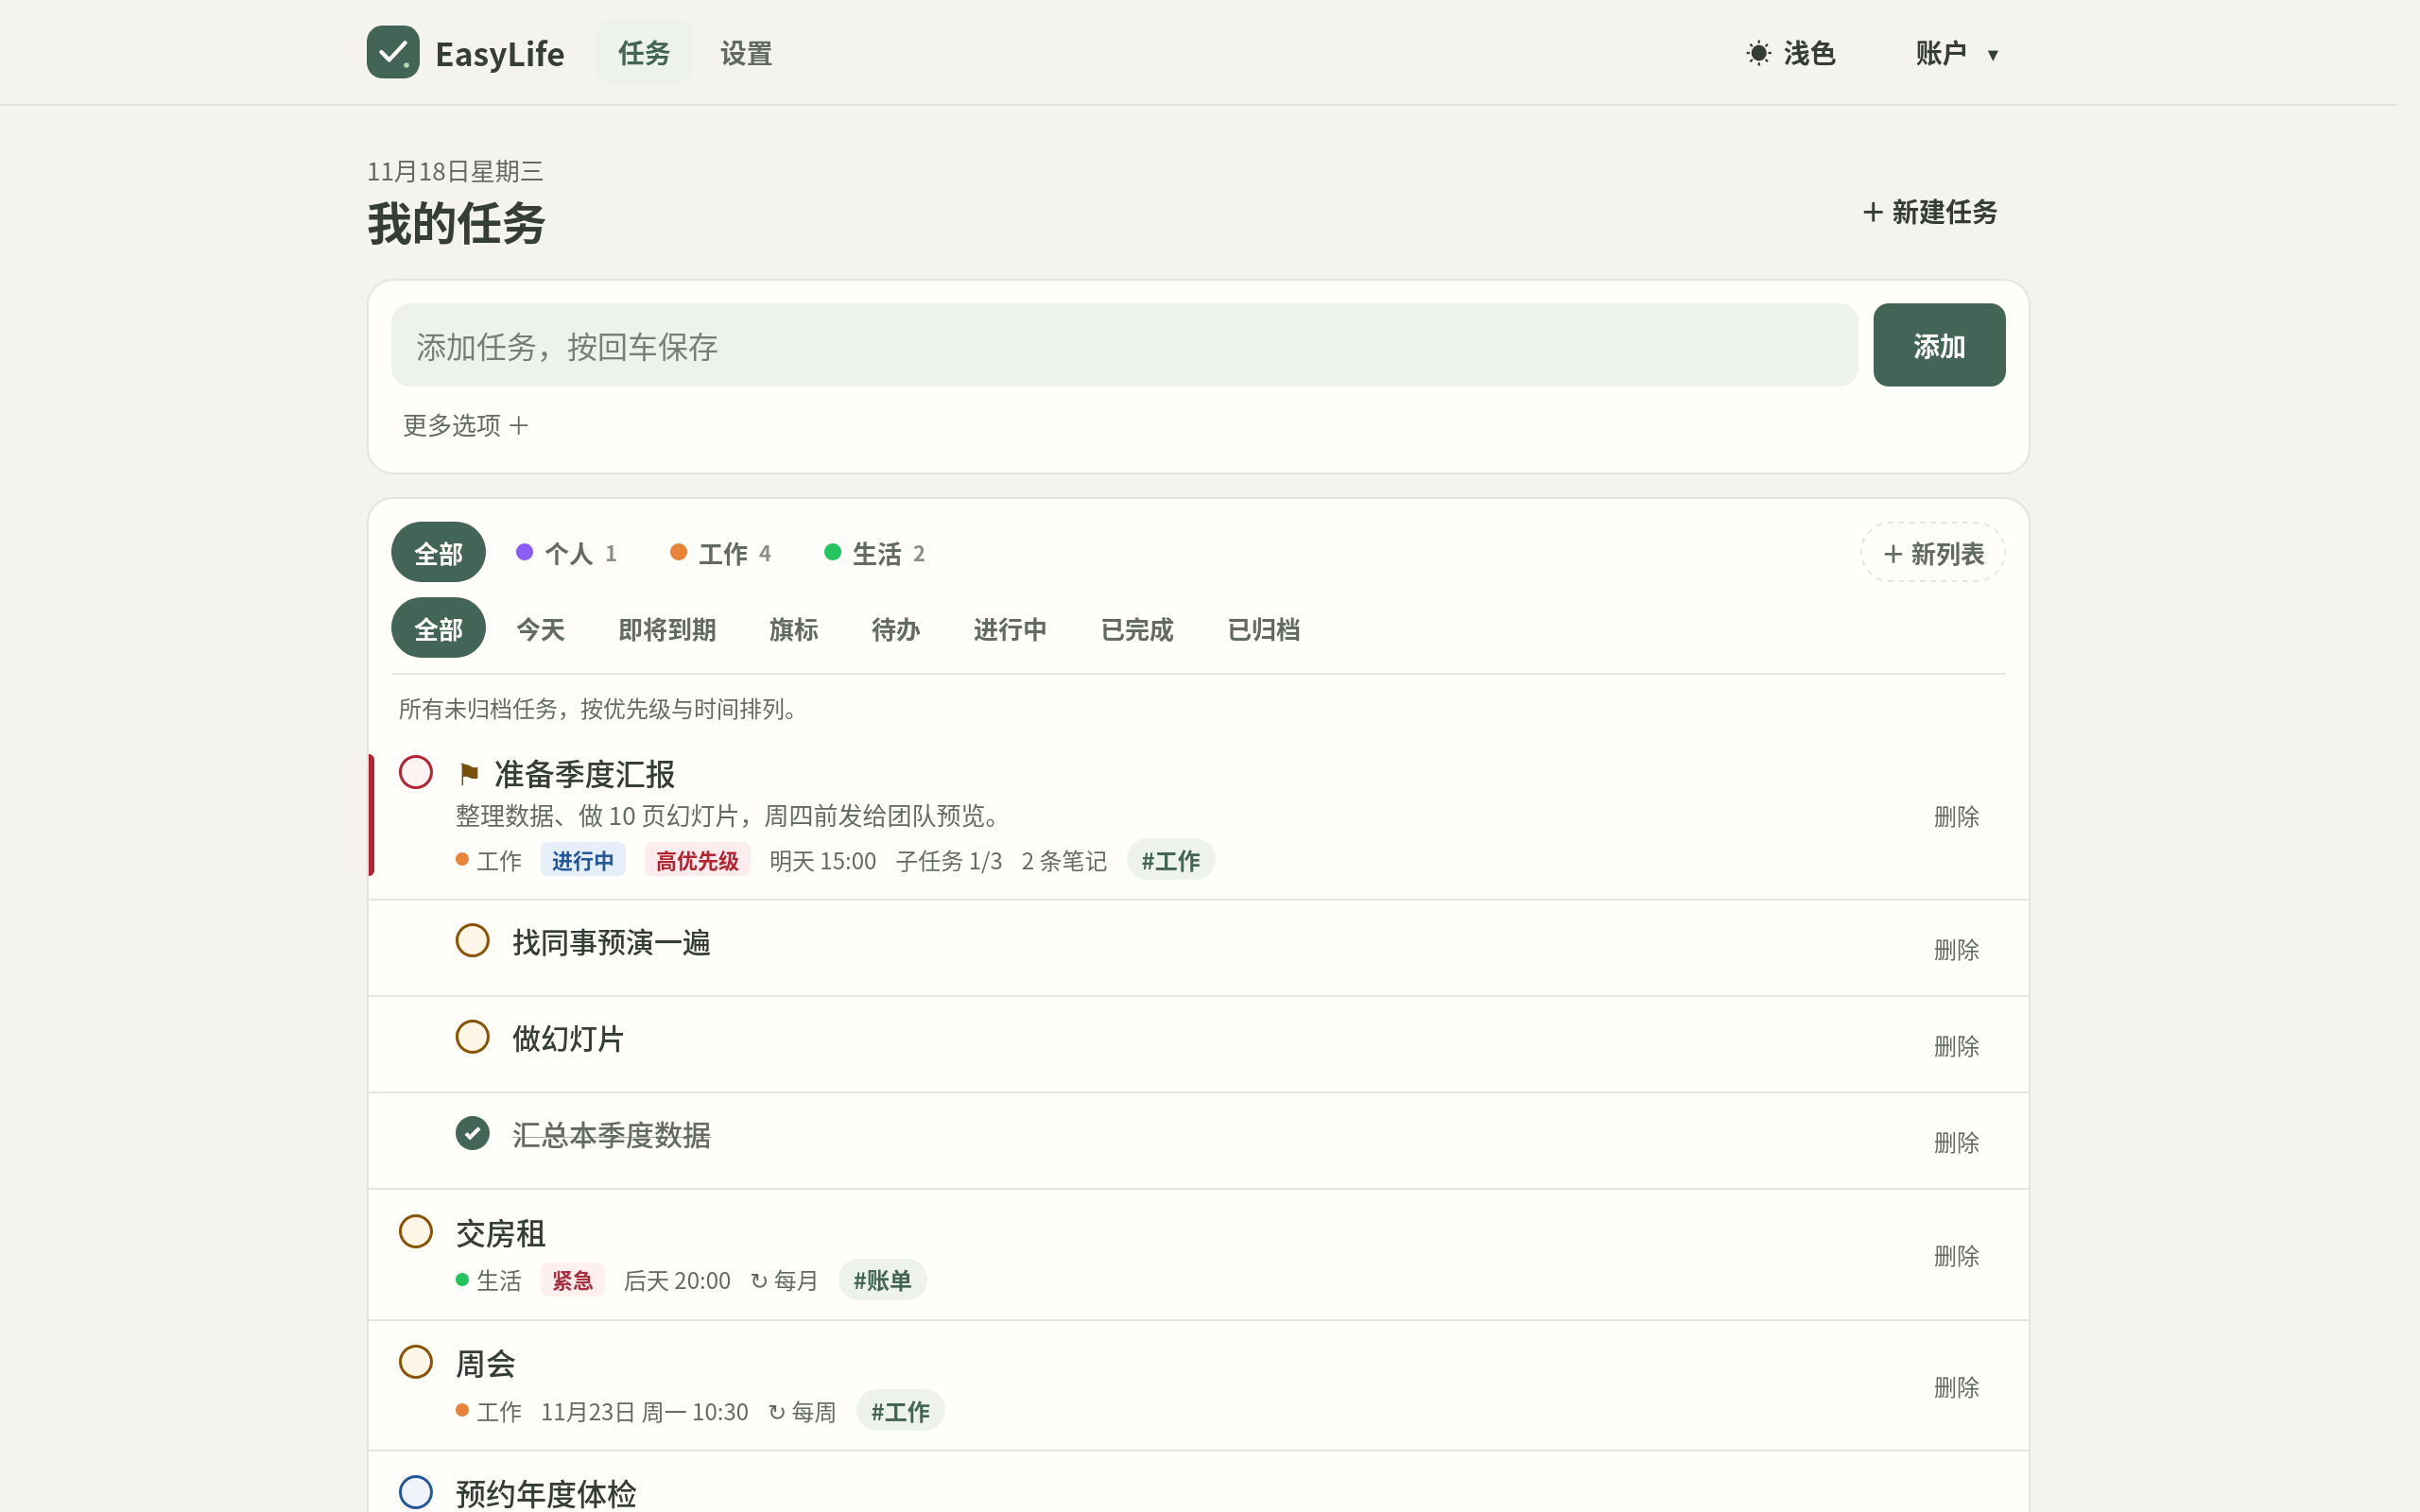 EasyLife 任务 设置 浅色 账户
11月18日星期三
我的任务
＋ 新建任务
添加任务，按回车保存 添加
更多选项 ＋
全部 个人 1 工作 4 生活 2 ＋ 新列表
全部 今天 即将到期 旗标 待办 进行中 已完成 已归档
所有未归档任务，按优先级与时间排列。
准备季度汇报
整理数据、做 10 页幻灯片，周四前发给团队预览。
删除
工作 进行中 高优先级 明天 15:00 子任务 1/3 2 条笔记 #工作
找同事预演一遍 删除
做幻灯片 删除
汇总本季度数据 删除
交房租
删除
生活 紧急 后天 20:00 ↻ 每月 #账单
周会
删除
工作 11月23日 周一 10:30 ↻ 每周 #工作
预约年度体检